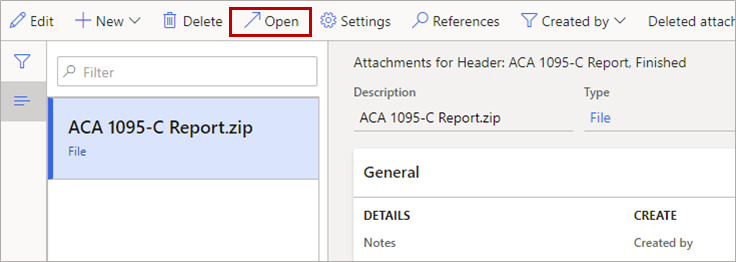 Edit New Delete Open Settings References Created by Deleted attach
Filter
Attachments for Header: ACA 1095-C Report, Finished
Description Type
ACA 1095-C Report.zip File
ACA 1095-C Report.zip
File
General
DETAILS CREATE
Notes Created by